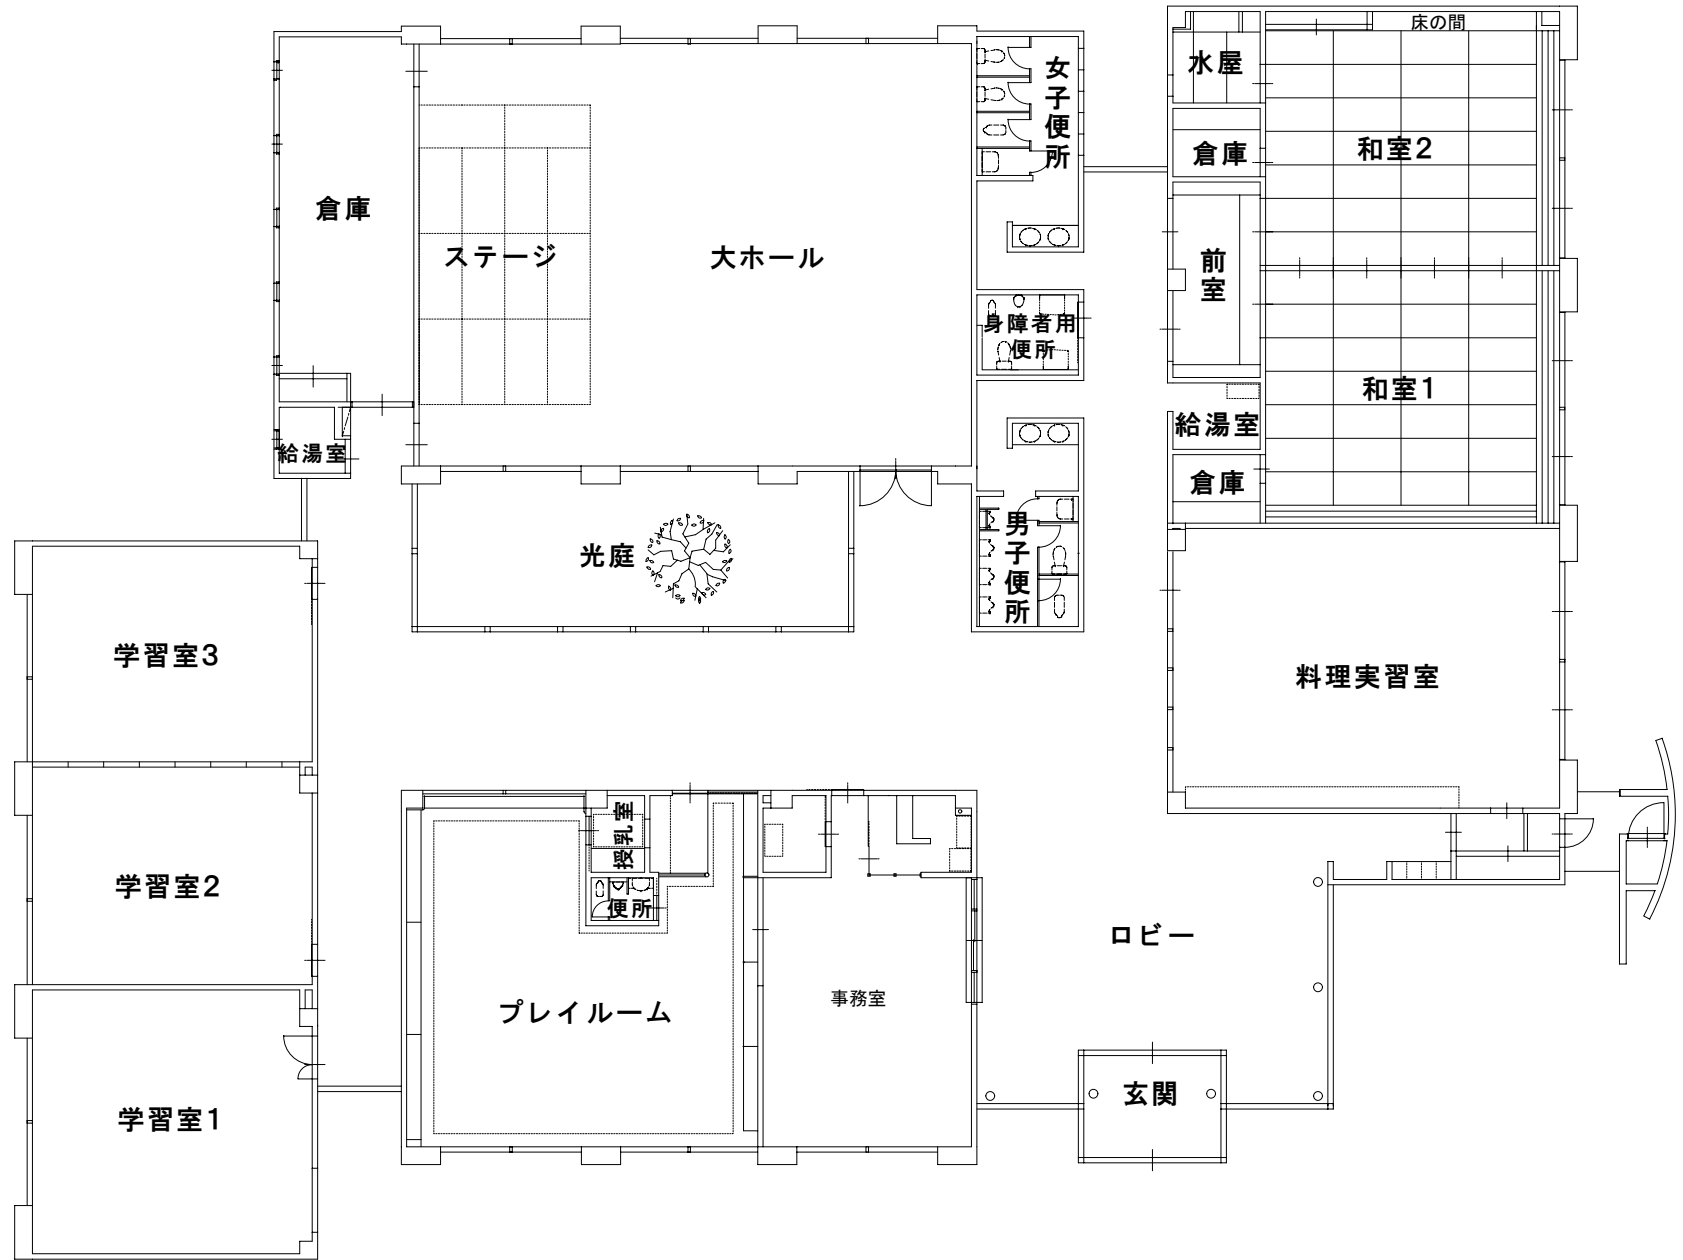 床の間
水屋
女子便所
倉庫
和室2
倉庫
ステージ
大ホール
前室
身障者用
便所
和室1
給湯室
給湯室
倉庫
男子便所
光庭
学習室3
料理実習室
授乳室
学習室2
便所
ロビー
事務室
プレイルーム
玄関
学習室1